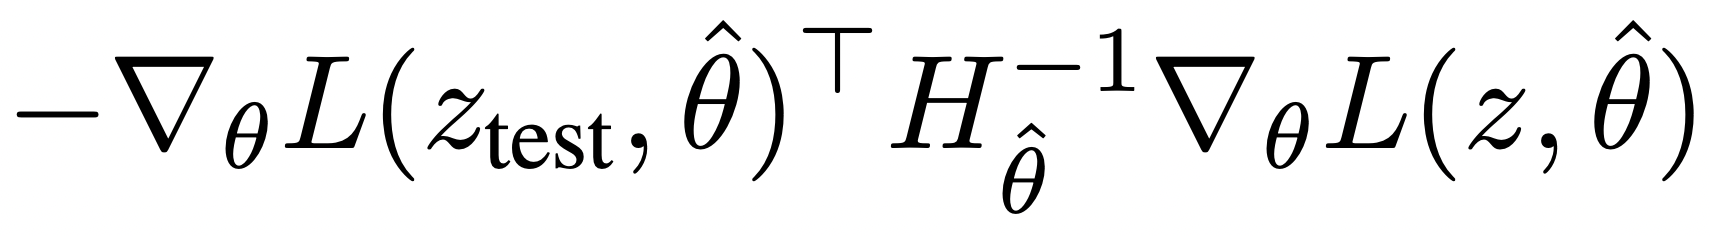 −∇_θ L(z_test, θ̂)^⊤ H_θ̂^{−1} ∇_θ L(z, θ̂)